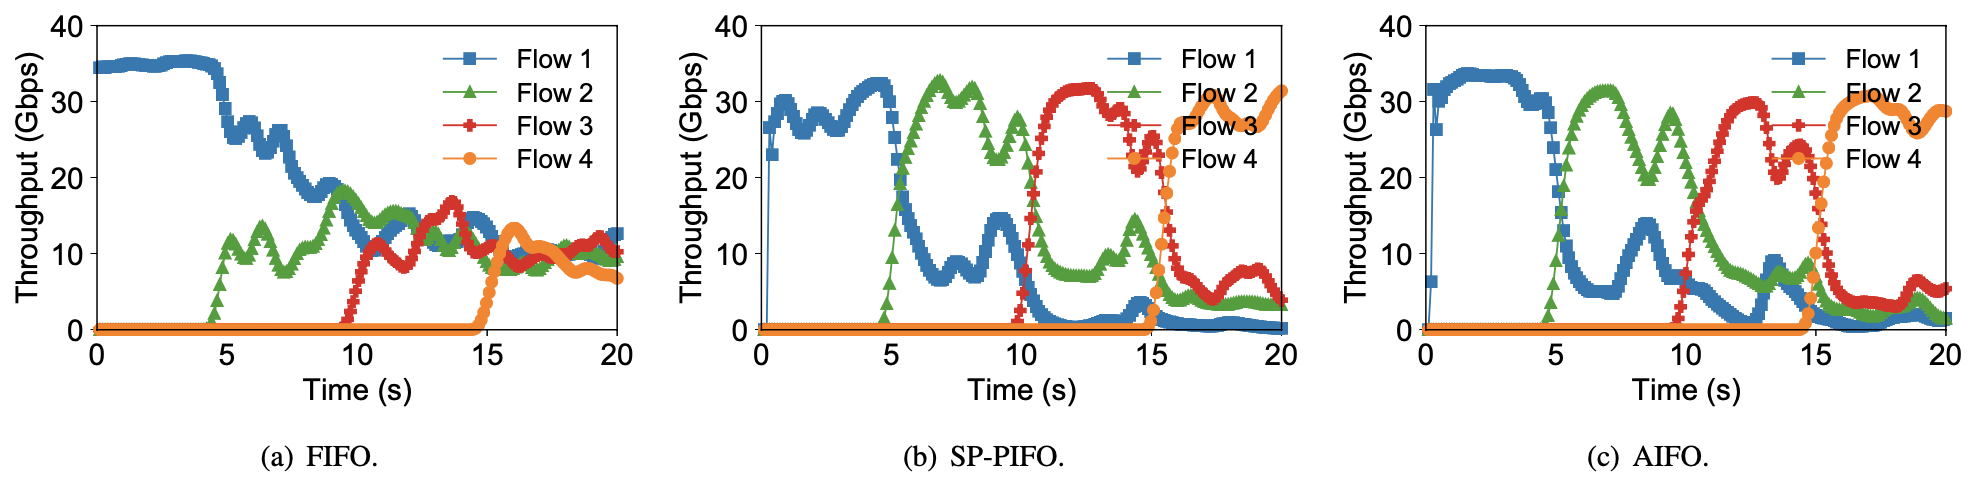 40
30
20
10
0
Throughput (Gbps)
0 5 10 15 20
Time (s)
Flow 1
Flow 2
Flow 3
Flow 4
(a) FIFO.
40
30
20
10
0
Throughput (Gbps)
0 5 10 15 20
Time (s)
Flow 1
Flow 2
Flow 3
Flow 4
(b) SP-PIFO.
40
30
20
10
0
Throughput (Gbps)
0 5 10 15 20
Time (s)
Flow 1
Flow 2
Flow 3
Flow 4
(c) AIFO.